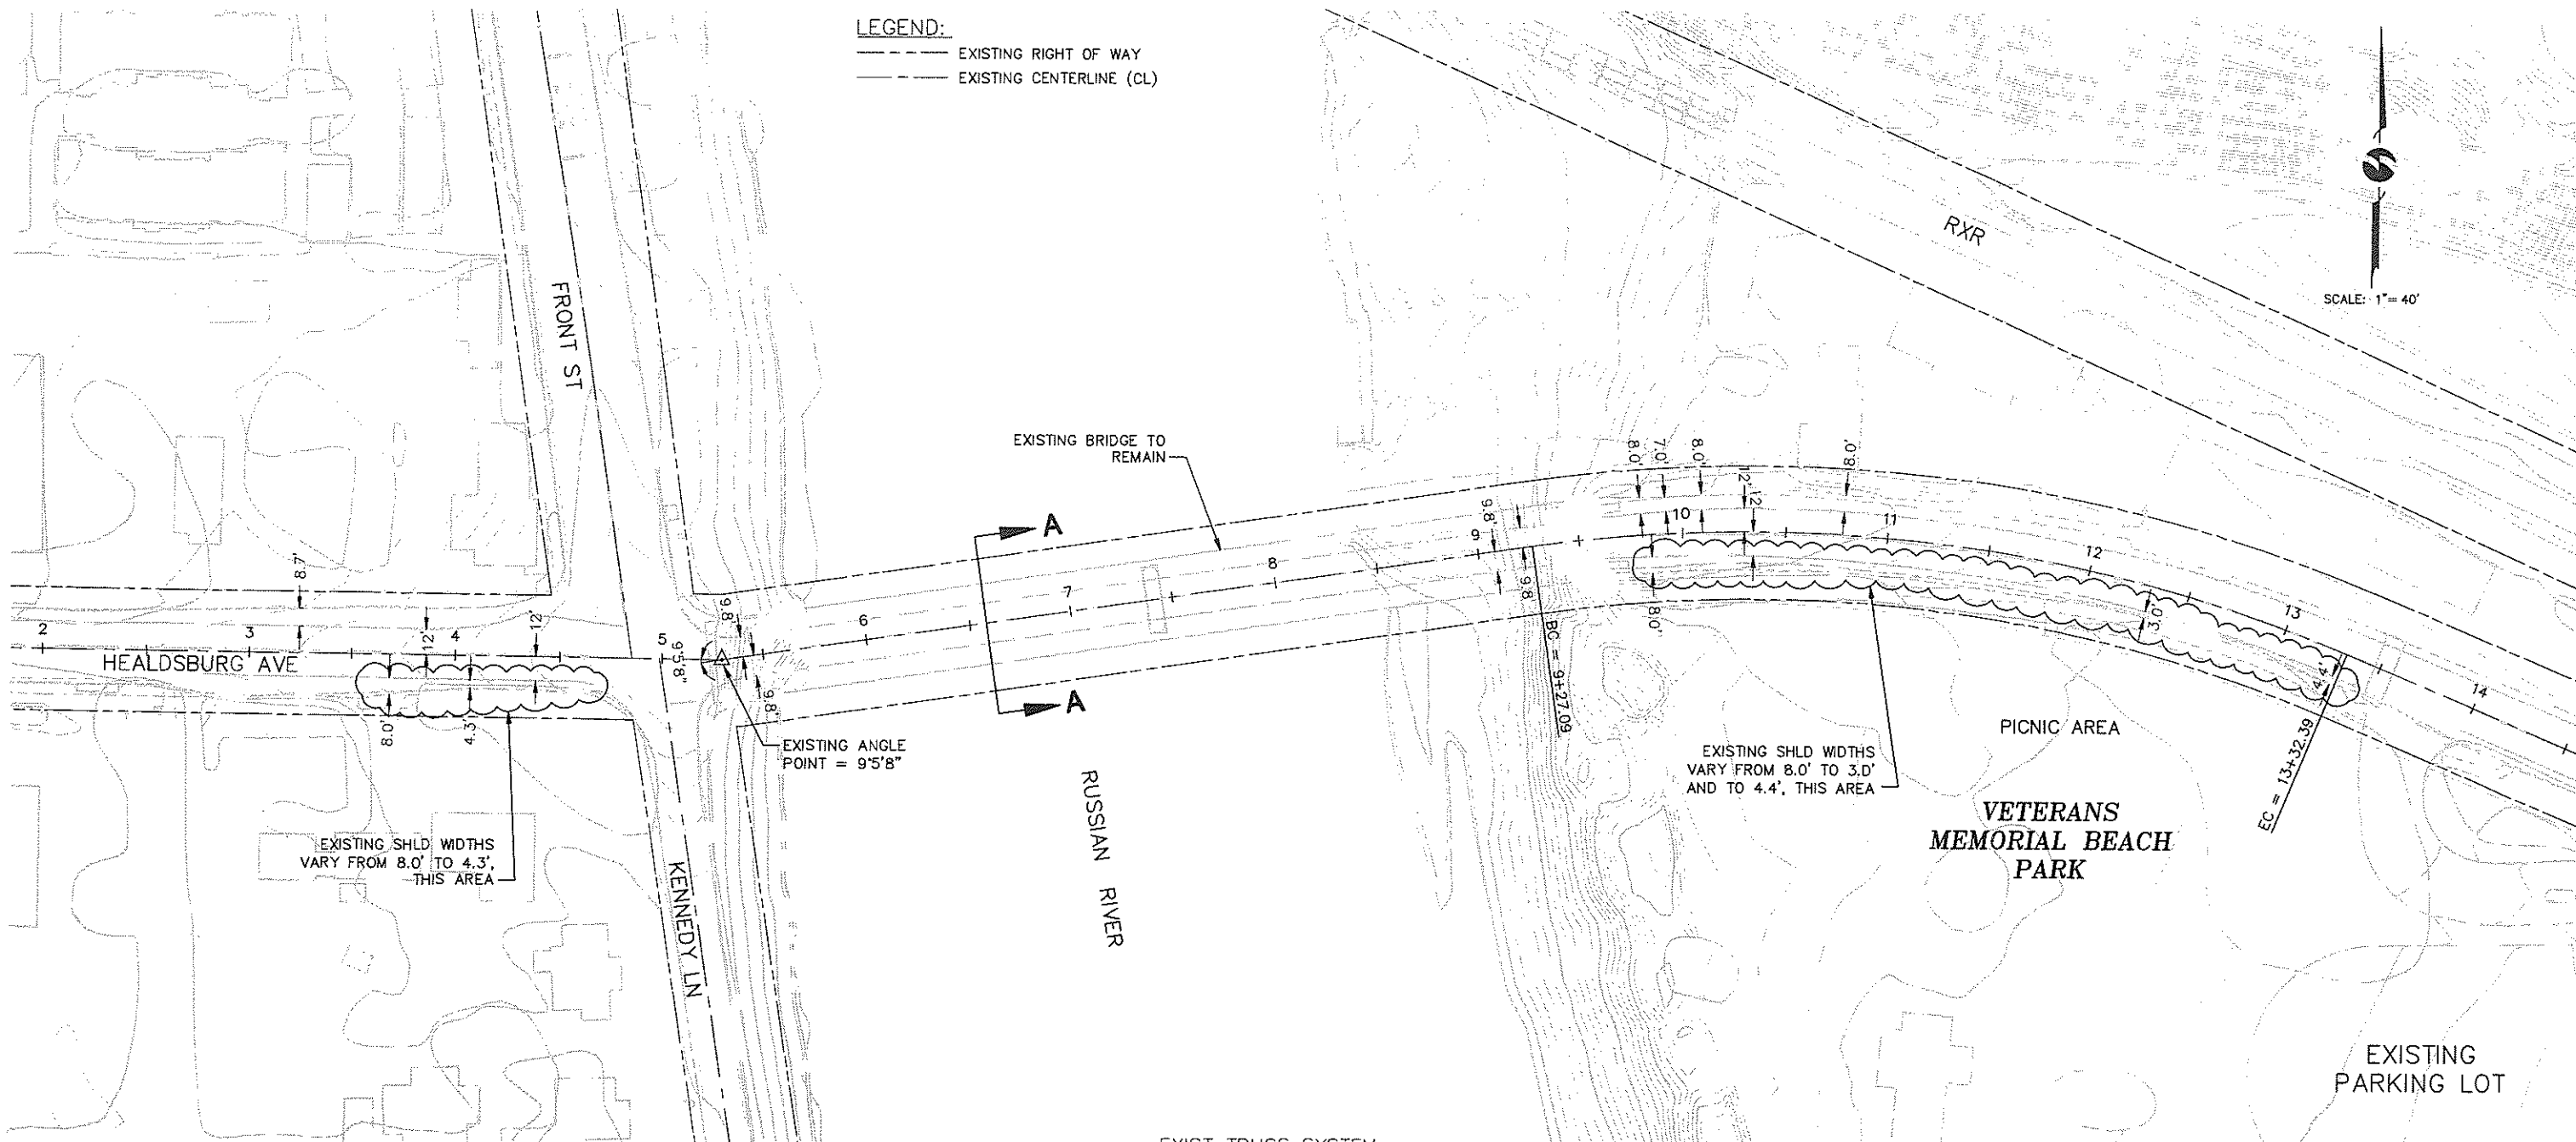 LEGEND:
EXISTING RIGHT OF WAY
EXISTING CENTERLINE (CL)
RXR
SCALE: 1"= 40'
FRONT ST
EXISTING BRIDGE TO
REMAIN
A
A
8.0'
7.0'
8.0'
12'
12'
8.0'
9.8'
9.8'
8.7'
12'
12'
9.8'
9.8'
9°5'8"
2
3
4
5
6
7
8
9
10
11
12
13
14
HEALDSBURG AVE
8.0'
4.3'
8.0'
3.0'
4.4'
BC = 9+27.09
EC = 13+32.39
EXISTING ANGLE
POINT = 9°5'8"
PICNIC AREA
EXISTING SHLD WIDTHS
VARY FROM 8.0' TO 3.0'
AND TO 4.4', THIS AREA
VETERANS
MEMORIAL BEACH
PARK
EXISTING SHLD WIDTHS
VARY FROM 8.0' TO 4.3',
THIS AREA
KENNEDY LN
RUSSIAN RIVER
EXISTING
PARKING LOT